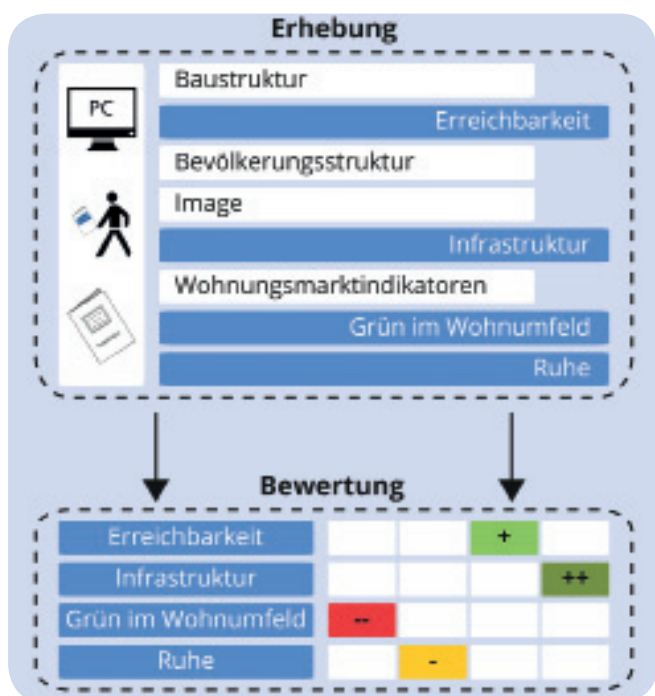 Erhebung
PC
Baustruktur
Erreichbarkeit
Bevölkerungsstruktur
Image
Infrastruktur
Wohnungsmarktindikatoren
Grün im Wohnumfeld
Ruhe
Bewertung
Erreichbarkeit +
Infrastruktur ++
Grün im Wohnumfeld --
Ruhe -